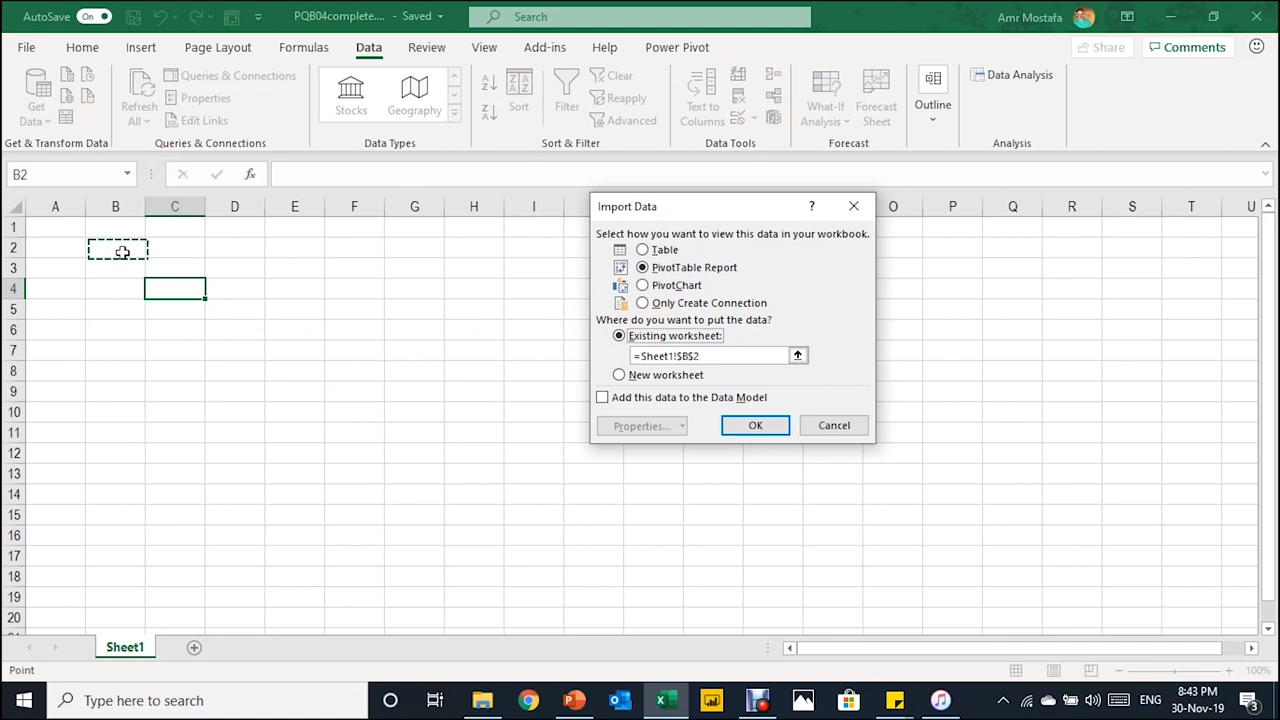 AutoSave On PQB04complete.... - Saved Search Amr Mostafa
File Home Insert Page Layout Formulas Data Review View Add-ins Help Power Pivot Share Comments
Get Data
Refresh All
Queries & Connections
Properties
Edit Links
Stocks
Geography
Sort
Filter
Clear
Reapply
Advanced
Text to Columns
What-If Analysis
Forecast Sheet
Outline
Data Analysis
Get & Transform Data Queries & Connections Data Types Sort & Filter Data Tools Forecast Analysis
B2 fx
A B C D E F G H I O P Q R S T U
1
2
3
4
5
6
7
8
9
10
11
12
13
14
15
16
17
18
19
20
Import Data ?
Select how you want to view this data in your workbook.
Table
PivotTable Report
PivotChart
Only Create Connection
Where do you want to put the data?
Existing worksheet:
=Sheet1!$B$2
New worksheet
Add this data to the Data Model
Properties... OK Cancel
Sheet1
Point 100%
Type here to search
ENG
8:43 PM
30-Nov-19
3